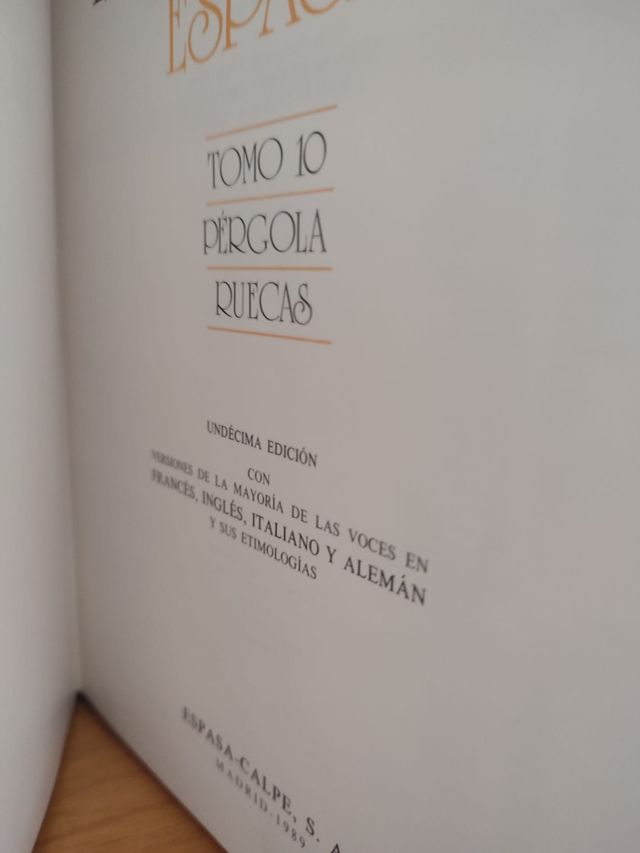 TOMO 10
PÉRGOLA
RUECAS
UNDÉCIMA EDICIÓN
CON
VERSIONES DE LA MAYORÍA DE LAS VOCES EN
FRANCÉS, INGLÉS, ITALIANO Y ALEMÁN
Y SUS ETIMOLOGÍAS
ESPASA-CALPE, S. A
MADRID-1989